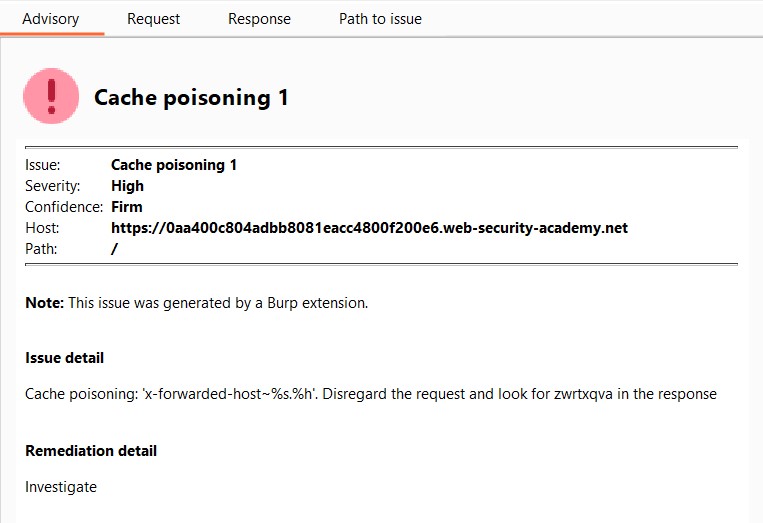 Advisory Request Response Path to issue
Cache poisoning 1
Issue: Cache poisoning 1
Severity: High
Confidence: Firm
Host: https://0aa400c804adbb8081eacc4800f200e6.web-security-academy.net
Path: /
Note: This issue was generated by a Burp extension.
Issue detail
Cache poisoning: 'x-forwarded-host~%s.%h'. Disregard the request and look for zwrtxqva in the response
Remediation detail
Investigate